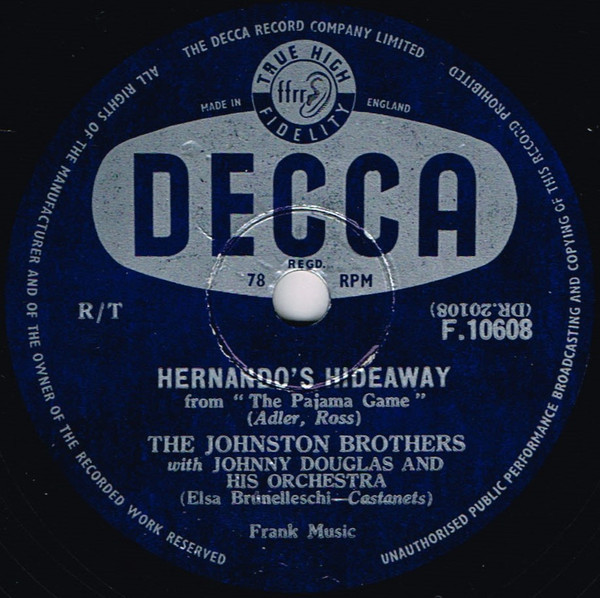 ALL RIGHTS OF THE MANUFACTURER AND OF THE OWNER OF THE RECORDED WORK RESERVED
THE DECCA RECORD COMPANY LIMITED
UNAUTHORISED PUBLIC PERFORMANCE BROADCASTING AND COPYING OF THIS RECORD PROHIBITED
TRUE HIGH
ffrr
FIDELITY
MADE IN ENGLAND
DECCA
REGD.
78 RPM
R/T
(DR.20108)
F.10608
HERNANDO'S HIDEAWAY
from "The Pajama Game"
(Adler, Ross)
THE JOHNSTON BROTHERS
with JOHNNY DOUGLAS AND
HIS ORCHESTRA
(Elsa Brunelleschi—Castanets)
Frank Music